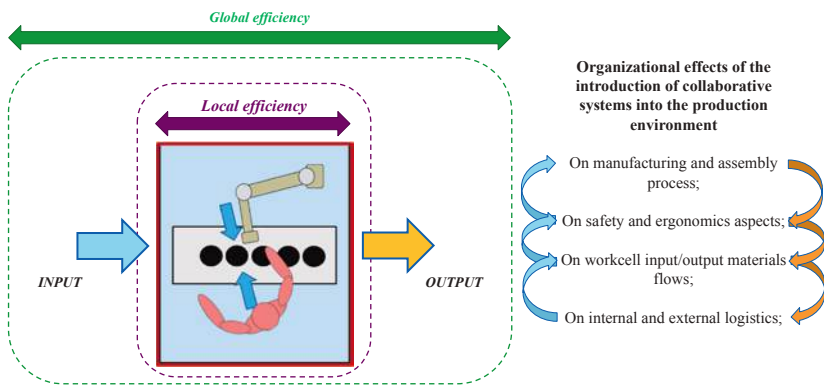 Global efficiency
Local efficiency
INPUT
OUTPUT
Organizational effects of the
introduction of collaborative
systems into the production
environment
On manufacturing and assembly
process;
On safety and ergonomics aspects;
On workcell input/output materials
flows;
On internal and external logistics;